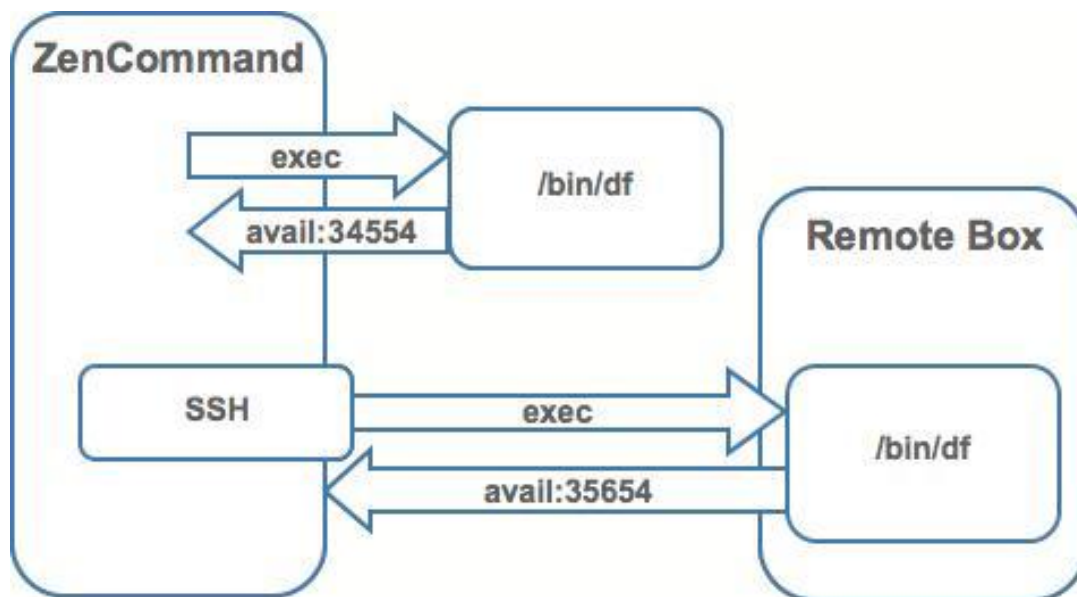 ZenCommand
exec
/bin/df
avail:34554
Remote Box
SSH
exec
/bin/df
avail:35654